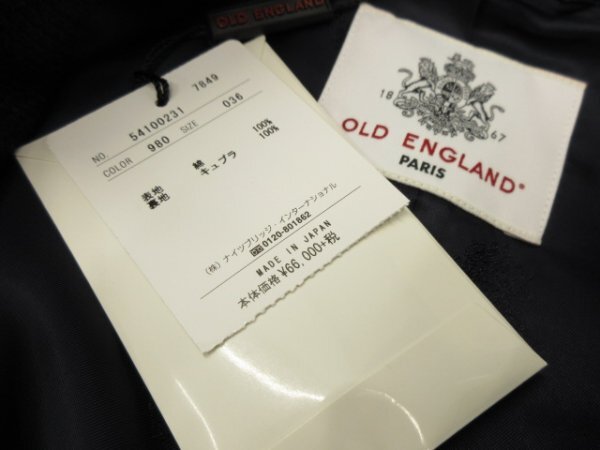 OLD ENGLAND
NO. 54100231 7849
COLOR 980 SIZE 036
表地 綿 100%
裏地 キュプラ 100%
(株)ナイツブリッジ・インターナショナル
0120-801862
MADE IN JAPAN
本体価格¥66,000+税
18 67
OLD ENGLAND®
PARIS